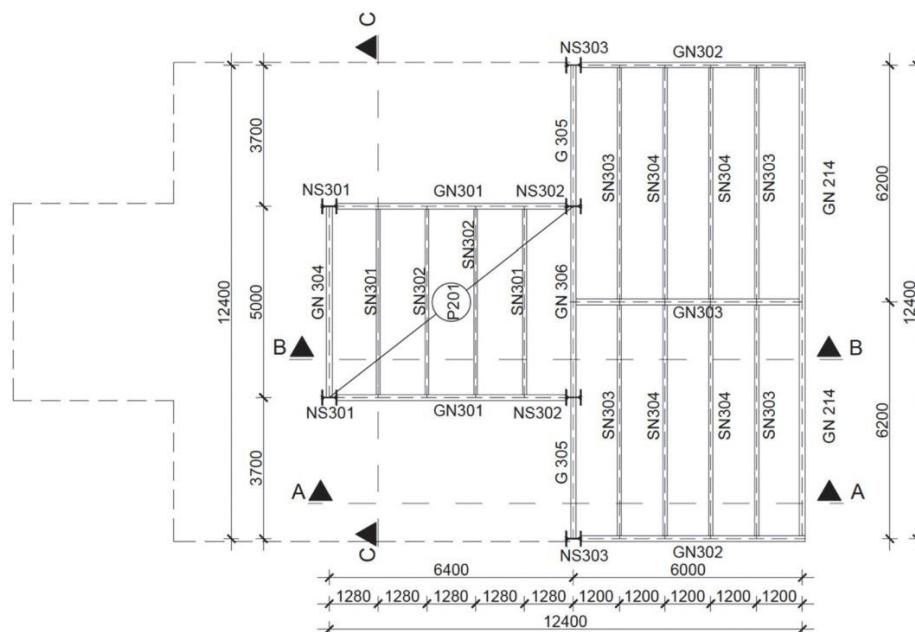 C
NS303
GN302
3700
G 305
SN303
SN304
SN304
SN303
GN 214
6200
NS301
GN301
NS302
12400
5000
GN 304
SN301
SN302
SN302
SN301
P201
GN 306
GN303
12400
B
B
NS301
GN301
NS302
3700
G 305
SN303
SN304
SN304
SN303
GN 214
6200
A
A
C
NS303
GN302
6400
6000
1280
1280
1280
1280
1280
1200
1200
1200
1200
1200
12400